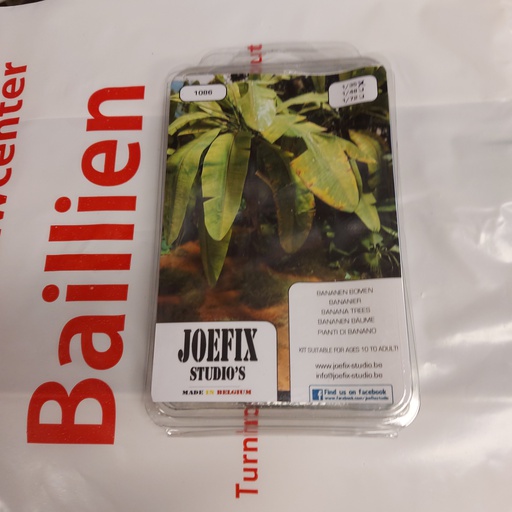 1086
1/35
1/48
1/72
BANANEN BOMEN
BANANIER
BANANA TREES
BANANEN BÄUME
PIANTI DI BANANO
KIT SUITABLE FOR AGES 10 TO ADULT!
www.joefix-studio.be
info@joefix-studio.be
Find us on facebook
JOEFIX
STUDIO'S
MADE IN BELGIUM
Baillien
Turn